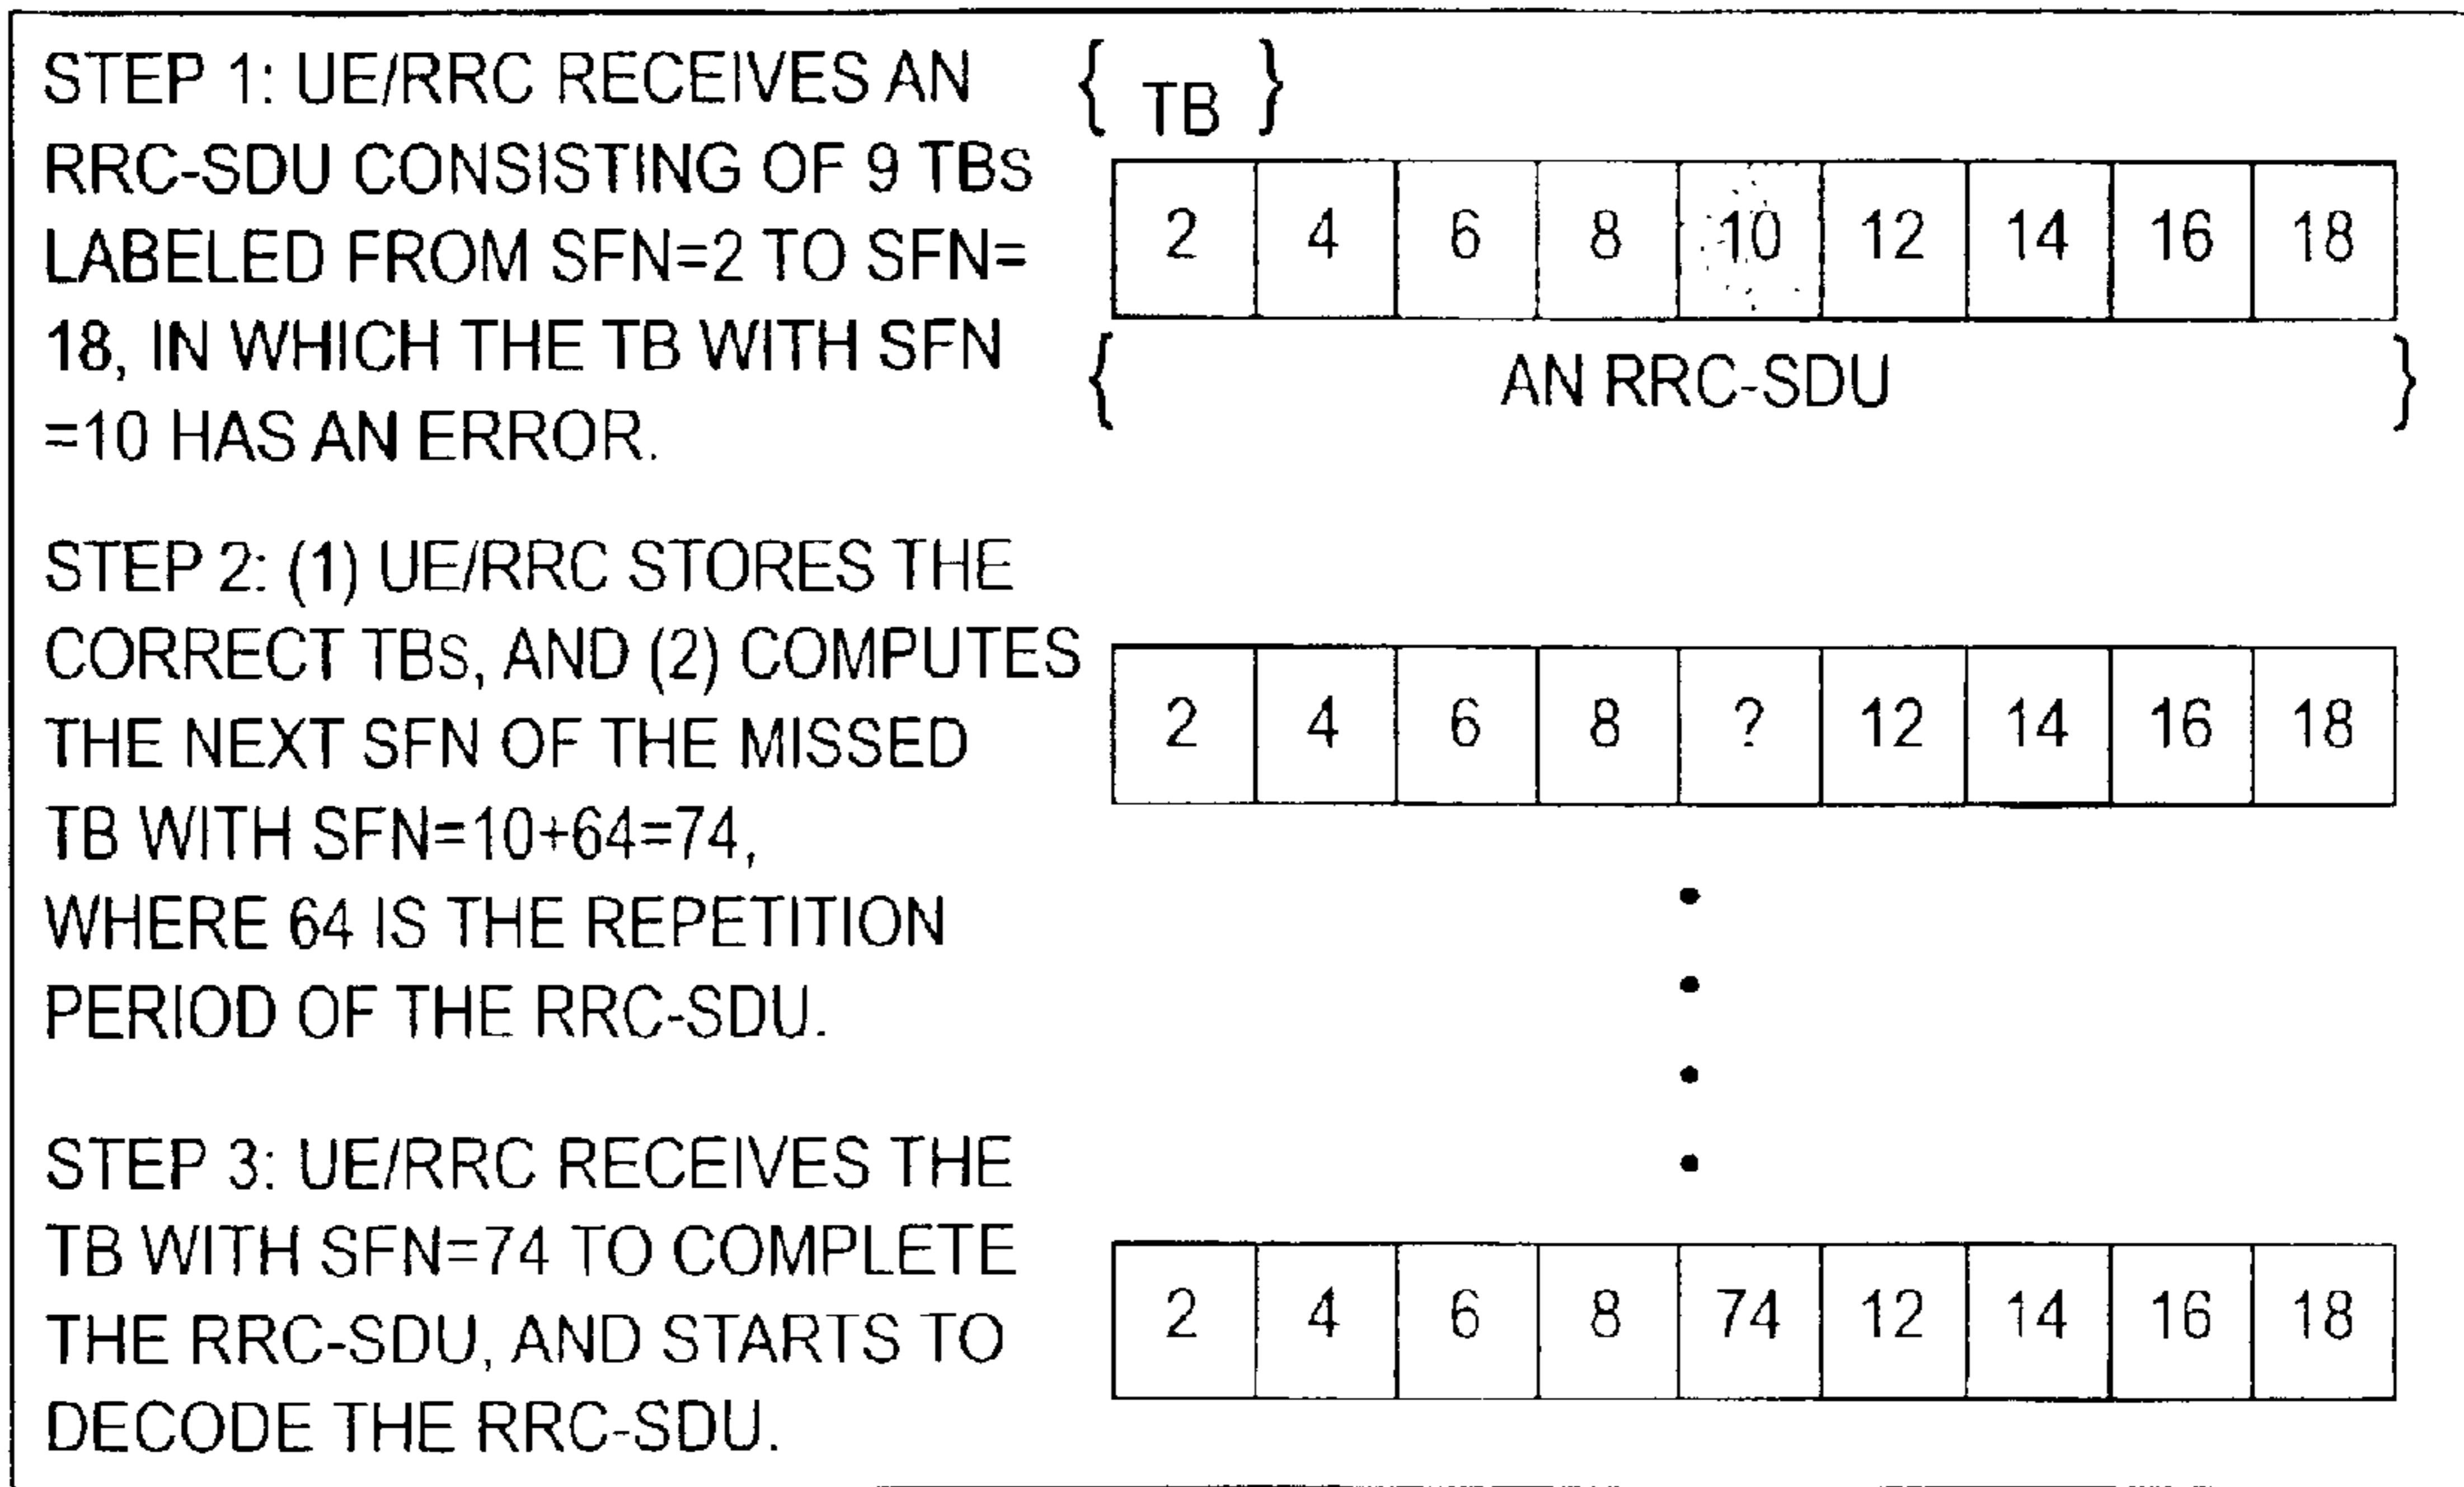 STEP 1: UE/RRC RECEIVES AN
RRC-SDU CONSISTING OF 9 TBS
LABELED FROM SFN=2 TO SFN=
18, IN WHICH THE TB WITH SFN
=10 HAS AN ERROR.
{ TB }
2 4 6 8 10 12 14 16 18
{ AN RRC-SDU }
STEP 2: (1) UE/RRC STORES THE
CORRECT TBS, AND (2) COMPUTES
THE NEXT SFN OF THE MISSED
TB WITH SFN=10+64=74,
WHERE 64 IS THE REPETITION
PERIOD OF THE RRC-SDU.
2 4 6 8 ? 12 14 16 18
STEP 3: UE/RRC RECEIVES THE
TB WITH SFN=74 TO COMPLETE
THE RRC-SDU, AND STARTS TO
DECODE THE RRC-SDU.
2 4 6 8 74 12 14 16 18